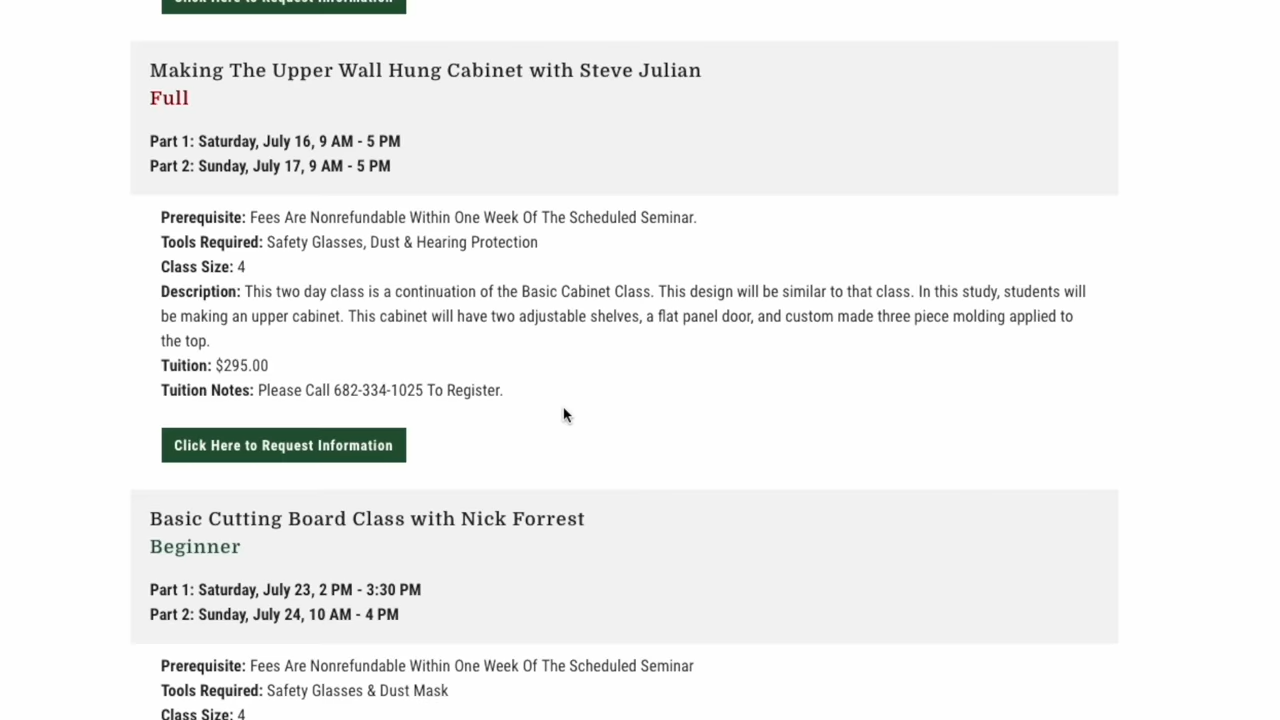 Click Here to Request Information
Making The Upper Wall Hung Cabinet with Steve Julian
Full
Part 1: Saturday, July 16, 9 AM - 5 PM
Part 2: Sunday, July 17, 9 AM - 5 PM
Prerequisite: Fees Are Nonrefundable Within One Week Of The Scheduled Seminar.
Tools Required: Safety Glasses, Dust & Hearing Protection
Class Size: 4
Description: This two day class is a continuation of the Basic Cabinet Class. This design will be similar to that class. In this study, students will
be making an upper cabinet. This cabinet will have two adjustable shelves, a flat panel door, and custom made three piece molding applied to
the top.
Tuition: $295.00
Tuition Notes: Please Call 682-334-1025 To Register.
Click Here to Request Information
Basic Cutting Board Class with Nick Forrest
Beginner
Part 1: Saturday, July 23, 2 PM - 3:30 PM
Part 2: Sunday, July 24, 10 AM - 4 PM
Prerequisite: Fees Are Nonrefundable Within One Week Of The Scheduled Seminar
Tools Required: Safety Glasses & Dust Mask
Class Size: 4